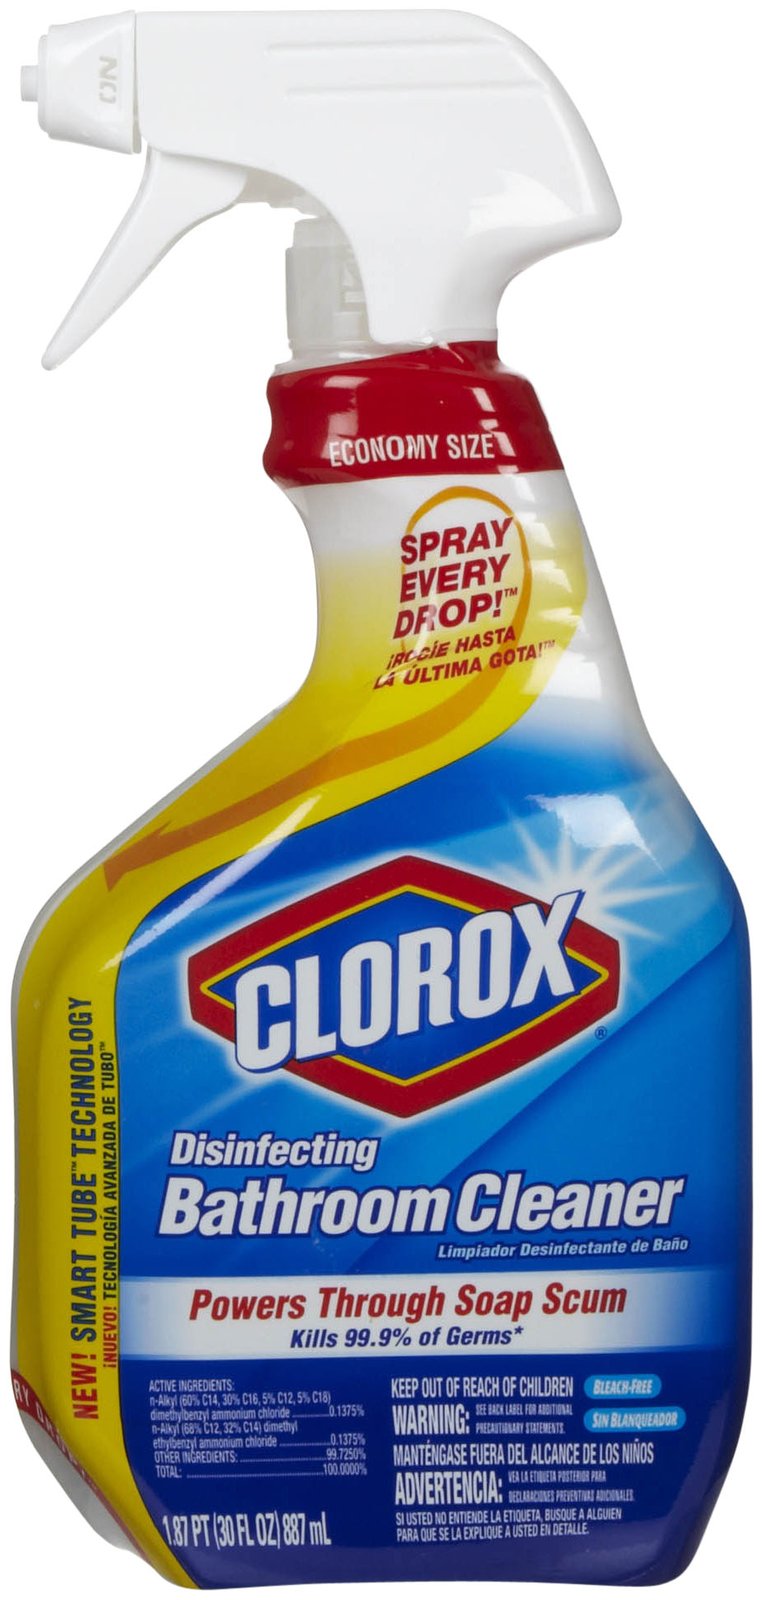 ON
ECONOMY SIZE
SPRAY
EVERY
DROP!™
¡ROCÍE HASTA
LA ÚLTIMA GOTA!™
CLOROX
®
Disinfecting
Bathroom Cleaner
Limpiador Desinfectante de Baño
Powers Through Soap Scum
Kills 99.9% of Germs*
NEW! SMART TUBE™ TECHNOLOGY
¡NUEVO! TECNOLOGÍA AVANZADA DE TUBO™
RY DROP!
ACTIVE INGREDIENTS:
n-Alkyl (60% C14, 30% C16, 5% C12, 5% C18)
dimethylbenzyl ammonium chloride ..............0.1375%
n-Alkyl (68% C12, 32% C14) dimethyl
ethylbenzyl ammonium chloride ..............0.1375%
OTHER INGREDIENTS: ..............99.7250%
TOTAL: ..............100.0000%
1.87 PT (30 FL OZ) 887 mL
KEEP OUT OF REACH OF CHILDREN
BLEACH-FREE
WARNING: SEE BACK LABEL FOR ADDITIONAL
PRECAUTIONARY STATEMENTS.
SIN BLANQUEADOR
MANTÉNGASE FUERA DEL ALCANCE DE LOS NIÑOS
ADVERTENCIA: VEA LA ETIQUETA POSTERIOR PARA
DECLARACIONES PREVENTIVAS ADICIONALES.
SI USTED NO ENTIENDE LA ETIQUETA, BUSQUE A ALGUIEN
PARA QUE SE LA EXPLIQUE A USTED EN DETALLE.